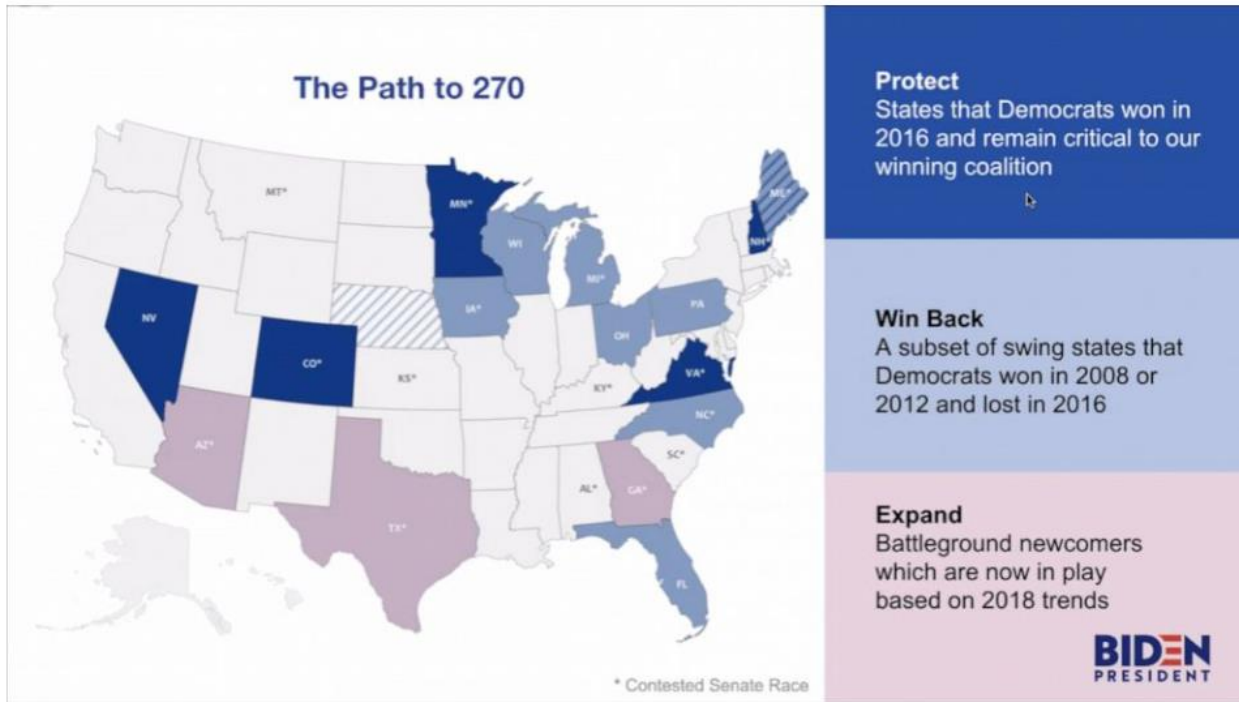 The Path to 270
MT*
MN*
ME*
NH*
WI
MI*
NV
IA*
PA
OH
CO*
KS*
KY*
VA*
NC*
AZ*
SC*
TX*
AL*
GA*
FL
* Contested Senate Race
Protect
States that Democrats won in
2016 and remain critical to our
winning coalition
Win Back
A subset of swing states that
Democrats won in 2008 or
2012 and lost in 2016
Expand
Battleground newcomers
which are now in play
based on 2018 trends
BIDEN
PRESIDENT